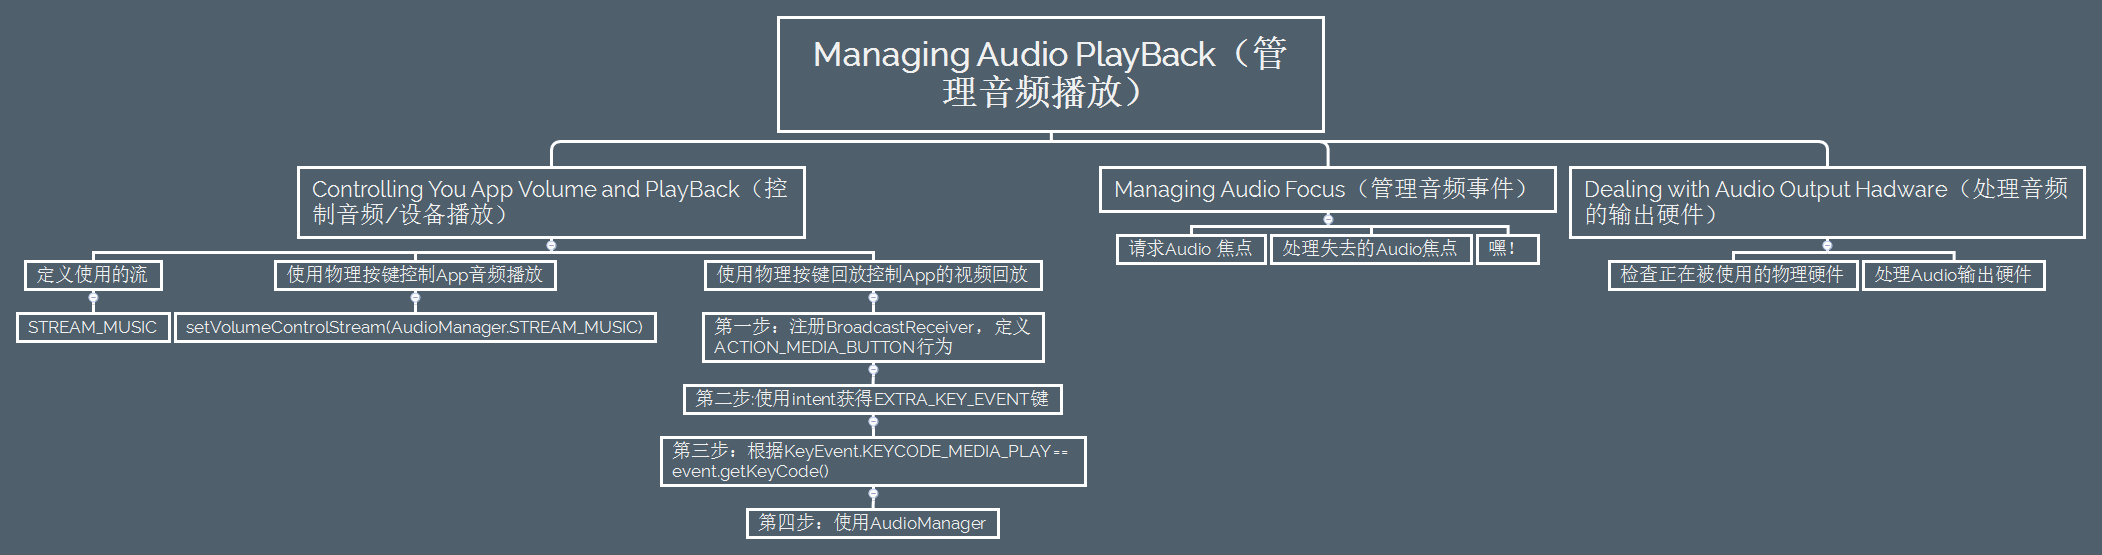 Managing Audio PlayBack（管
理音频播放）
Controlling You App Volume and PlayBack（控
制音频/设备播放）
定义使用的流
STREAM_MUSIC
使用物理按键控制App音频播放
setVolumeControlStream(AudioManager.STREAM_MUSIC)
使用物理按键回放控制App的视频回放
第一步：注册BroadcastReceiver，定义
ACTION_MEDIA_BUTTON行为
第二步:使用intent获得EXTRA_KEY_EVENT键
第三步：根据KeyEvent.KEYCODE_MEDIA_PLAY==
event.getKeyCode()
第四步：使用AudioManager
Managing Audio Focus（管理音频事件）
请求Audio 焦点
处理失去的Audio焦点
嘿！
Dealing with Audio Output Hadware（处理音频
的输出硬件）
检查正在被使用的物理硬件
处理Audio输出硬件